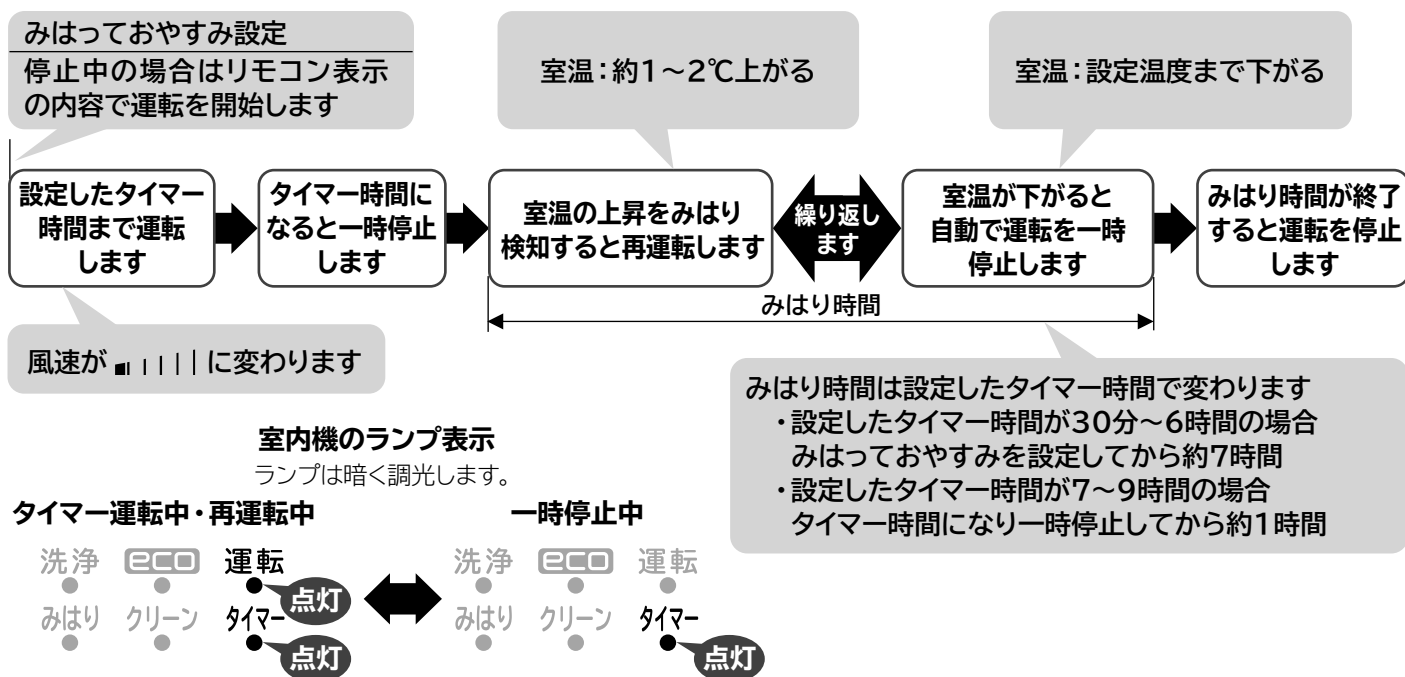 みはっておやすみ設定
停止中の場合はリモコン表示
の内容で運転を開始します
室温：約1～2℃上がる
室温：設定温度まで下がる
設定したタイマー
時間まで運転
します
タイマー時間に
なると一時停止
します
室温の上昇をみはり
検知すると再運転します
繰り返し
ます
室温が下がると
自動で運転を一時
停止します
みはり時間が終了
すると運転を停止
します
みはり時間
風速が に変わります
みはり時間は設定したタイマー時間で変わります
・設定したタイマー時間が30分～6時間の場合
みはっておやすみを設定してから約7時間
・設定したタイマー時間が7～9時間の場合
タイマー時間になり一時停止してから約1時間
室内機のランプ表示
ランプは暗く調光します。
タイマー運転中・再運転中
洗浄 eco 運転
点灯
みはり クリーン タイマー
点灯
一時停止中
洗浄 eco 運転
みはり クリーン タイマー
点灯